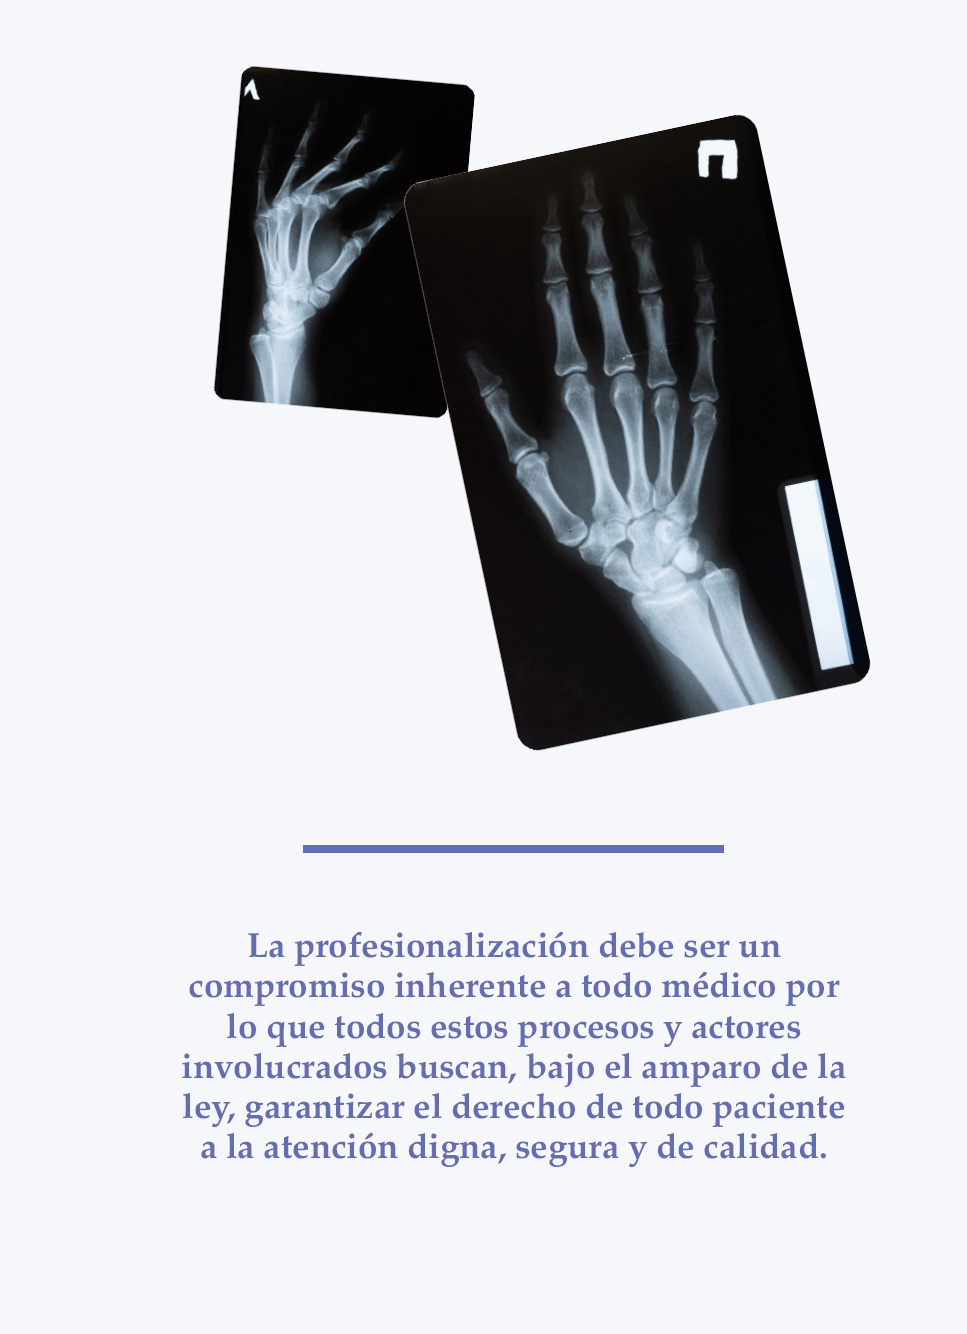 Л
П
La profesionalización debe ser un
compromiso inherente a todo médico por
lo que todos estos procesos y actores
involucrados buscan, bajo el amparo de la
ley, garantizar el derecho de todo paciente
a la atención digna, segura y de calidad.